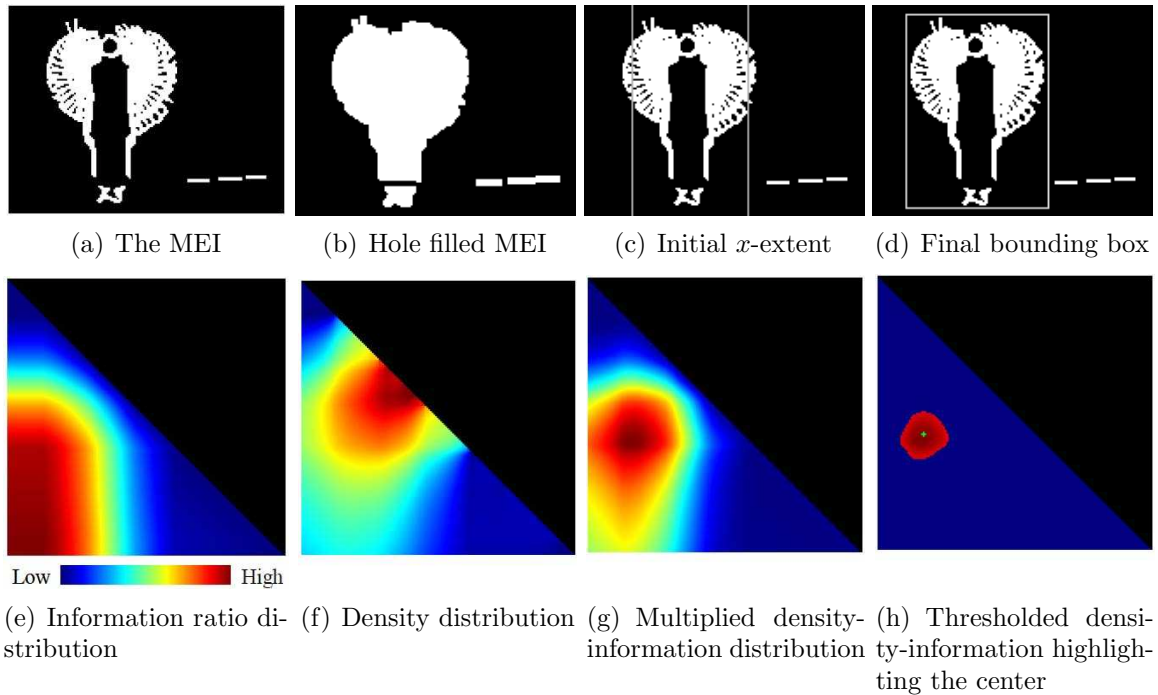 (a) The MEI
(b) Hole filled MEI
(c) Initial x-extent
(d) Final bounding box
Low
High
(e) Information ratio di-
stribution
(f) Density distribution
(g) Multiplied density-
information distribution
(h) Thresholded densi-
ty-information highligh-
ting the center